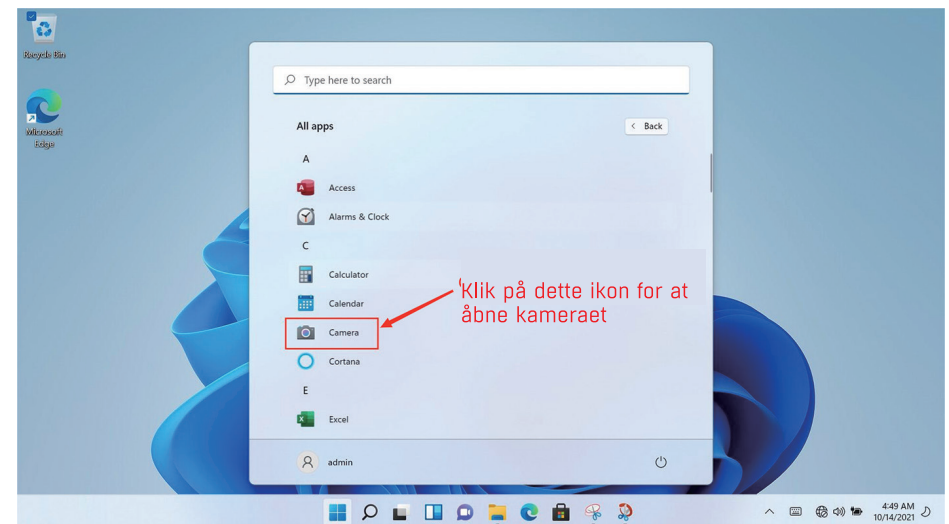 Recycle Bin
Microsoft
Edge
Type here to search
All apps
< Back
A
Access
Alarms & Clock
C
Calculator
Calendar
Camera
Cortana
E
Excel
Klik på dette ikon for at
åbne kameraet
admin
4:49 AM
10/14/2021